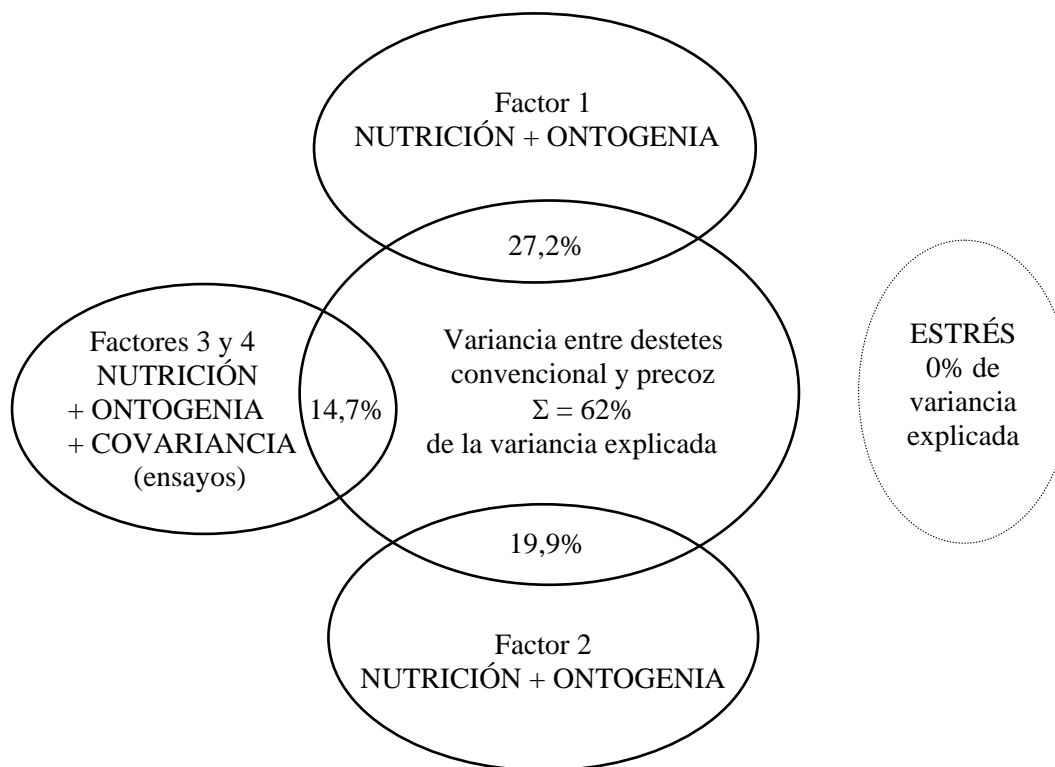 Factor 1
NUTRICIÓN + ONTOGENIA
27,2%
Factores 3 y 4
NUTRICIÓN
+ ONTOGENIA
+ COVARIANCIA
(ensayos)
14,7%
Variancia entre destetes
convencional y precoz
Σ = 62%
de la variancia explicada
ESTRÉS
0% de
variancia
explicada
19,9%
Factor 2
NUTRICIÓN + ONTOGENIA